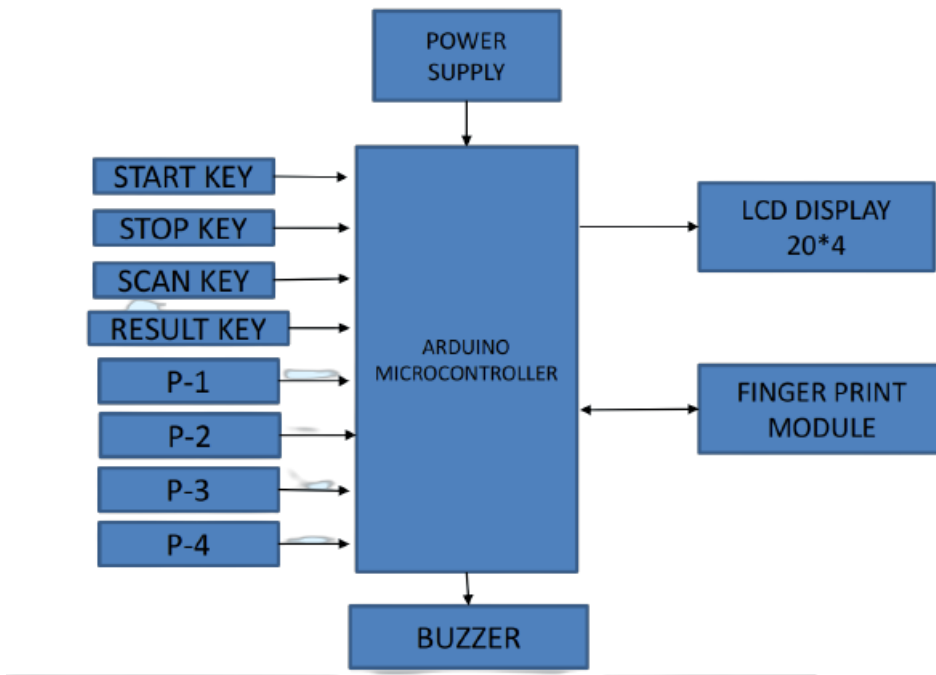 POWER
SUPPLY
START KEY
STOP KEY
SCAN KEY
RESULT KEY
P-1
P-2
P-3
P-4
ARDUINO
MICROCONTROLLER
LCD DISPLAY
20*4
FINGER PRINT
MODULE
BUZZER